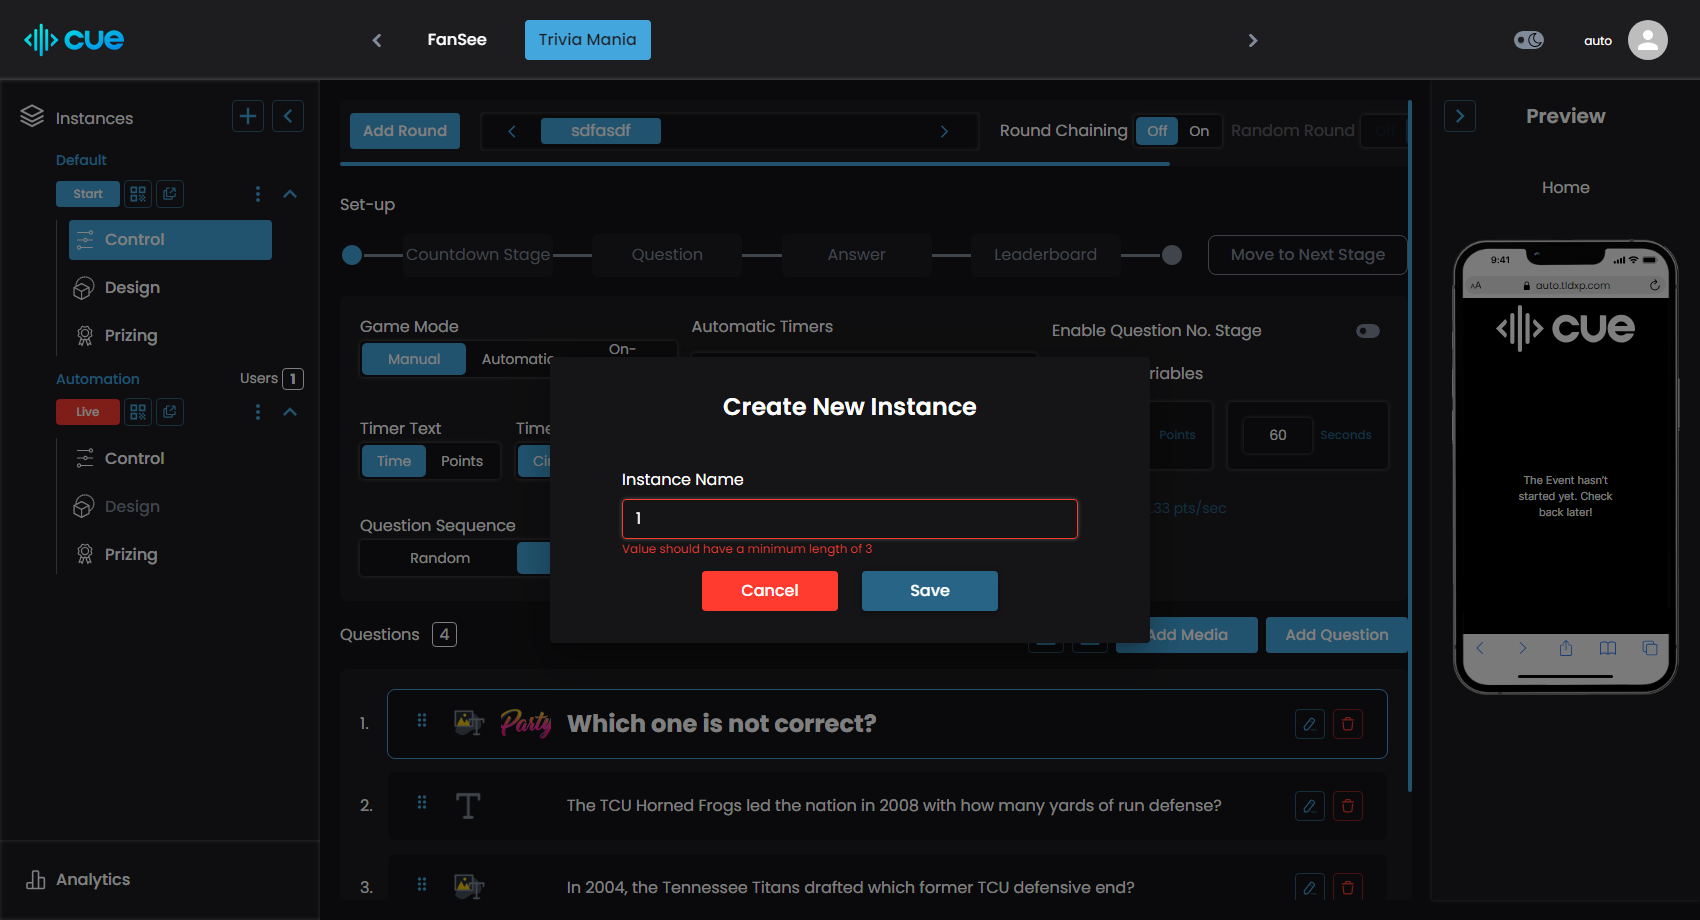 cue
FanSee
Trivia Mania
auto
Instances
Default
Start
Control
Design
Prizing
Automation
Users 1
Live
Control
Design
Prizing
Analytics
Add Round
sdfasdf
Round Chaining
Off
On
Random Round
Off
Set-up
Countdown Stage
Question
Answer
Leaderboard
Move to Next Stage
Game Mode
Manual
Automatic
On-
Automatic Timers
Enable Question No. Stage
riables
Timer Text
Time
Points
Time
Cir
Points
60
Seconds
.33 pts/sec
Question Sequence
Random
Create New Instance
Instance Name
1
Value should have a minimum length of 3
Cancel
Save
Questions 4
Add Media
Add Question
1.
Party
Which one is not correct?
2.
T
The TCU Horned Frogs led the nation in 2008 with how many yards of run defense?
3.
In 2004, the Tennessee Titans drafted which former TCU defensive end?
Preview
Home
9:41
AA
auto.tldxp.com
cue
The Event hasn't
started yet. Check
back later!